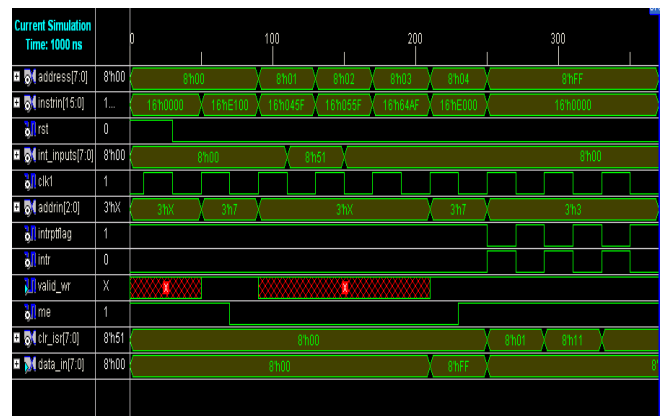 Current Simulation
Time: 1000 ns
0 100 200 300
address[7:0] 8'h00 8'h00 8'h01 8'h02 8'h03 8'h04 8'hFF
instrin[15:0] 1... 16'h0000 16'hE100 16'h045F 16'h055F 16'h64AF 16'hE000 16'h0000
rst 0
int_inputs[7:0] 8'h00 8'h00 8'h51 8'h00
clk1 1
addrin[2:0] 3'hX 3'hX 3'h7 3'hX 3'h7 3'h3
intrptflag 1
intr 0
valid_wr X X X
me 1
clr_isr[7:0] 8'h51 8'h00 8'h01 8'h11
data_in[7:0] 8'h00 8'h00 8'hFF 8'